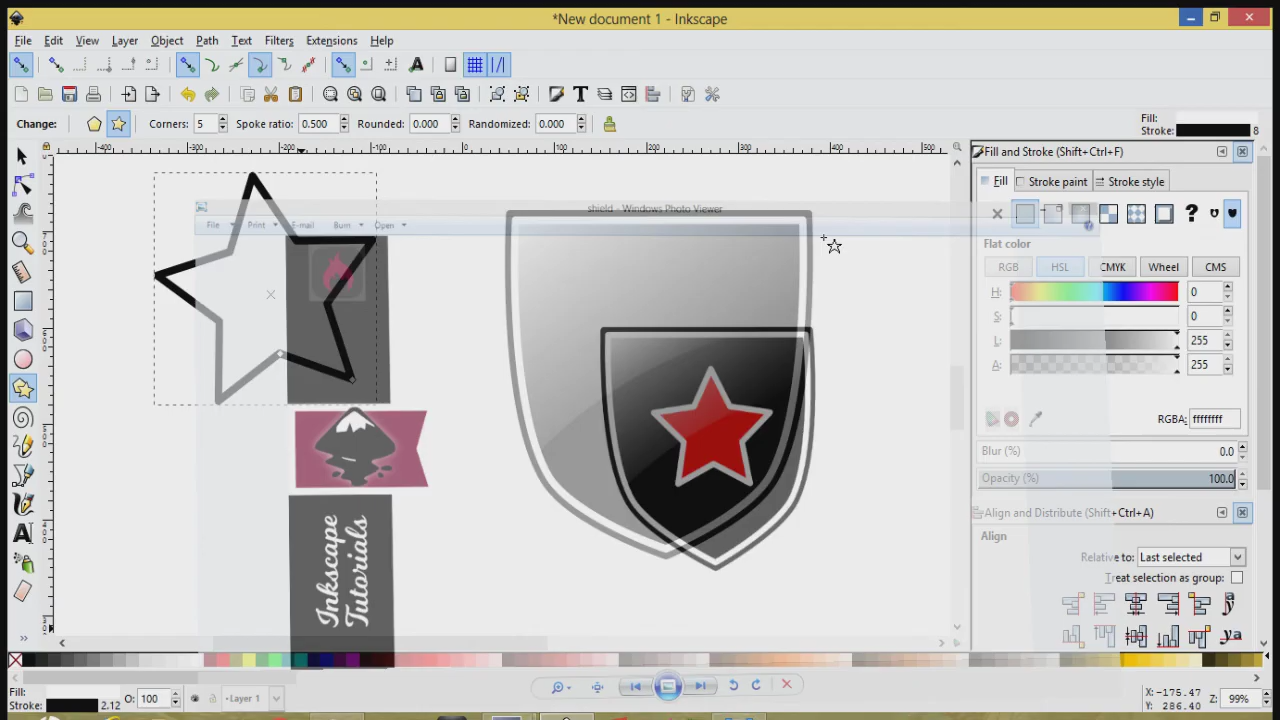 *New document 1 - Inkscape
File Edit View Layer Object Path Text Filters Extensions Help
Change: Corners: 5 Spoke ratio: 0.500 Rounded: 0.000 Randomized: 0.000
Fill:
Stroke: 8
Fill and Stroke (Shift+Ctrl+F)
Fill Stroke paint Stroke style
shield - Windows Photo Viewer
File Print E-mail Burn Open
Flat color
RGB HSL CMYK Wheel CMS
H: 0
S: 0
L: 255
A: 255
RGBA: ffffffff
Blur (%) 0.0
Opacity (%) 100.0
Align and Distribute (Shift+Ctrl+A)
Align
Relative to: Last selected
Treat selection as group:
Inkscape
Tutorials
Fill:
Stroke: 2.12
O: 100
Layer 1
X: -175.47
Y: 286.40
Z: 99%